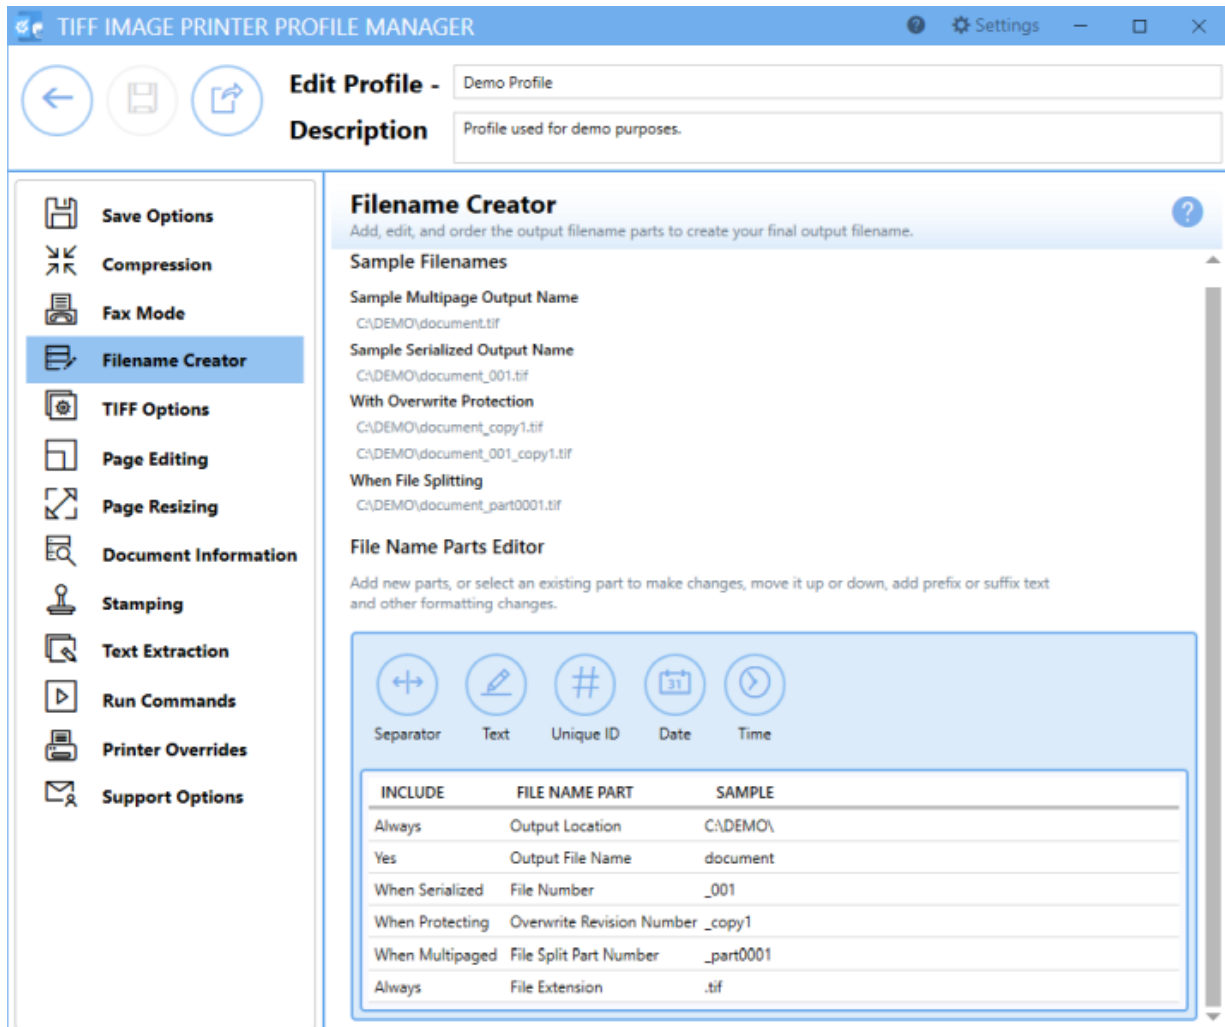 TIFF IMAGE PRINTER PROFILE MANAGER
? Settings
Edit Profile - Demo Profile
Description Profile used for demo purposes.
Save Options
Compression
Fax Mode
Filename Creator
TIFF Options
Page Editing
Page Resizing
Document Information
Stamping
Text Extraction
Run Commands
Printer Overrides
Support Options
Filename Creator
?
Add, edit, and order the output filename parts to create your final output filename.
Sample Filenames
Sample Multipage Output Name
C:\DEMO\document.tif
Sample Serialized Output Name
C:\DEMO\document_001.tif
With Overwrite Protection
C:\DEMO\document_copy1.tif
C:\DEMO\document_001_copy1.tif
When File Splitting
C:\DEMO\document_part0001.tif
File Name Parts Editor
Add new parts, or select an existing part to make changes, move it up or down, add prefix or suffix text
and other formatting changes.
31
Separator Text Unique ID Date Time
INCLUDE FILE NAME PART SAMPLE
Always Output Location C:\DEMO\
Yes Output File Name document
When Serialized File Number _001
When Protecting Overwrite Revision Number _copy1
When Multipaged File Split Part Number _part0001
Always File Extension .tif